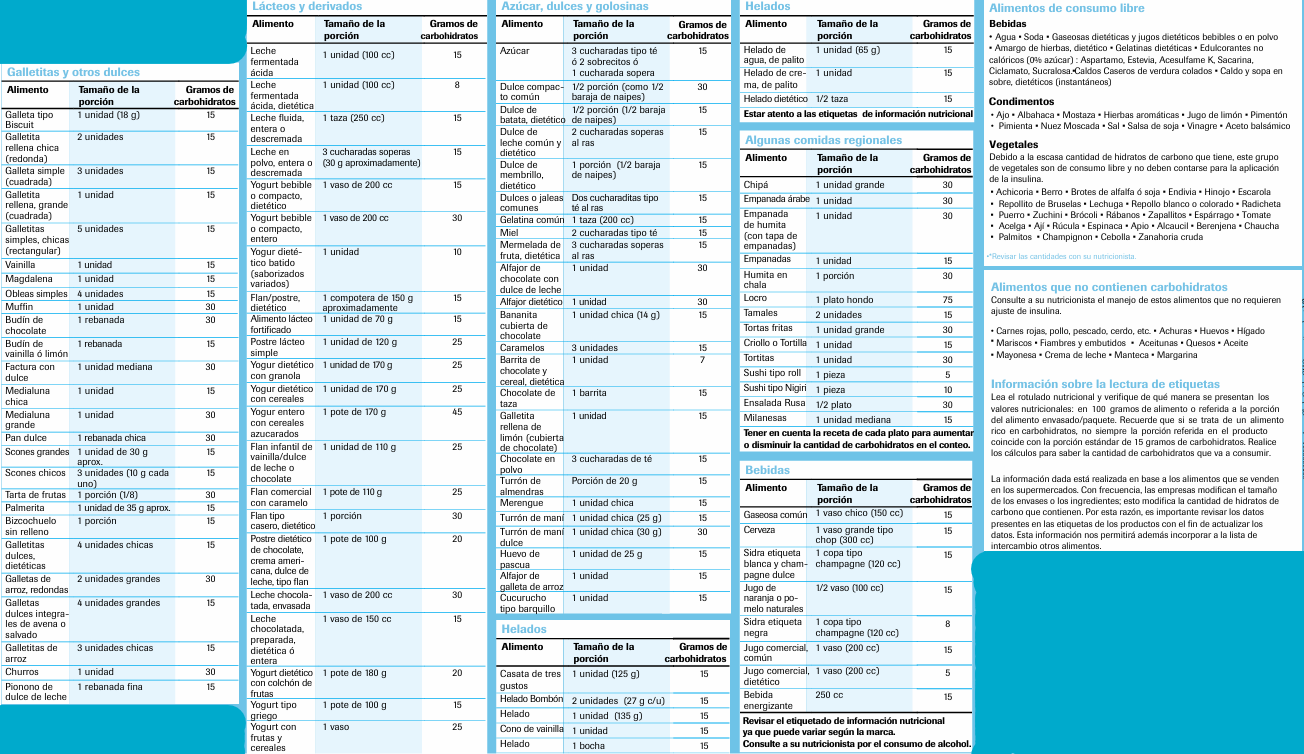 Galletitas y otros dulces
Alimento Tamaño de la porción Gramos de carbohidratos
Galleta tipo Biscuit 1 unidad (18 g) 15
Galletita rellena chica (redonda) 2 unidades 15
Galleta simple (cuadrada) 3 unidades 15
Galletita rellena, grande (cuadrada) 1 unidad 15
Galletitas simples, chicas (rectangular) 5 unidades 15
Vainilla 1 unidad 15
Magdalena 1 unidad 15
Obleas simples 4 unidades 15
Muffin 1 unidad 30
Budín de chocolate 1 rebanada 30
Budín de vainilla ó limón 1 rebanada 15
Factura con dulce 1 unidad mediana 30
Medialuna chica 1 unidad 15
Medialuna grande 1 unidad 30
Pan dulce 1 rebanada chica 30
Scones grandes 1 unidad de 30 g aprox. 15
Scones chicos 3 unidades (10 g cada uno) 15
Tarta de frutas 1 porción (1/8) 30
Palmerita 1 unidad de 35 g aprox. 15
Bizcochuelo sin relleno 1 porción 15
Galletitas dulces, dietéticas 4 unidades chicas 15
Galletas de arroz, redondas 2 unidades grandes 30
Galletas dulces integra- les de avena o salvado 4 unidades grandes 15
Galletitas de arroz 3 unidades chicas 15
Churros 1 unidad 30
Pionono de dulce de leche 1 rebanada fina 15
Lácteos y derivados
Alimento Tamaño de la porción Gramos de carbohidratos
Leche fermentada ácida 1 unidad (100 cc) 15
Leche fermentada ácida, dietética 1 unidad (100 cc) 8
Leche fluida, entera o descremada 1 taza (250 cc) 15
Leche en polvo, entera o descremada 3 cucharadas soperas (30 g aproximadamente) 15
Yogurt bebible o compacto, dietético 1 vaso de 200 cc 15
Yogurt bebible o compacto, entero 1 vaso de 200 cc 30
Yogur dieté- tico batido (saborizados variados) 1 unidad 10
Flan/postre, dietético 1 compotera de 150 g aproximadamente 15
Alimento lácteo fortificado 1 unidad de 70 g 15
Postre lácteo simple 1 unidad de 120 g 25
Yogur dietético con granola 1 unidad de 170 g 25
Yogur dietético con cereales 1 unidad de 170 g 25
Yogur entero con cereales azucarados 1 pote de 170 g 45
Flan infantil de vainilla/dulce de leche o chocolate 1 unidad de 110 g 25
Flan comercial con caramelo 1 pote de 110 g 25
Flan tipo casero, dietético 1 porción 30
Postre dietético de chocolate, crema ameri- cana, dulce de leche, tipo flan 1 pote de 100 g 20
Leche chocola- tada, envasada 1 vaso de 200 cc 30
Leche chocolatada, preparada, dietética ó entera 1 vaso de 150 cc 15
Yogurt dietético con colchón de frutas 1 pote de 180 g 20
Yogurt tipo griego 1 pote de 100 g 15
Yogurt con frutas y cereales 1 vaso 25
Azúcar, dulces y golosinas
Alimento Tamaño de la porción Gramos de carbohidratos
Azúcar 3 cucharadas tipo té ó 2 sobrecitos ó 1 cucharada sopera 15
Dulce compac- to común 1/2 porción (como 1/2 baraja de naipes) 30
Dulce de batata, dietético 1/2 porción (1/2 baraja de naipes) 15
Dulce de leche común y dietético 2 cucharadas soperas al ras 15
Dulce de membrillo, dietético 1 porción (1/2 baraja de naipes) 15
Dulces o jaleas comunes Dos cucharaditas tipo té al ras 15
Gelatina común 1 taza (200 cc) 15
Miel 2 cucharadas tipo té 15
Mermelada de fruta, dietética 3 cucharadas soperas al ras 15
Alfajor de chocolate con dulce de leche 1 unidad 30
Alfajor dietético 1 unidad 30
Bananita cubierta de chocolate 1 unidad chica (14 g) 15
Caramelos 3 unidades 15
Barrita de chocolate y cereal, dietética 1 unidad 7
Chocolate de taza 1 barrita 15
Galletita rellena de limón (cubierta de chocolate) 1 unidad 15
Chocolate en polvo 3 cucharadas de té 15
Turrón de almendras Porción de 20 g 15
Merengue 1 unidad chica 15
Turrón de maní 1 unidad chica (25 g) 15
Turrón de maní dulce 1 unidad chica (30 g) 30
Huevo de pascua 1 unidad de 25 g 15
Alfajor de galleta de arroz 1 unidad 15
Cucurucho tipo barquillo 1 unidad 15
Helados
Alimento Tamaño de la porción Gramos de carbohidratos
Casata de tres gustos 1 unidad (125 g) 15
Helado Bombón 2 unidades (27 g c/u) 15
Helado 1 unidad (135 g) 15
Cono de vainilla 1 unidad 15
Helado 1 bocha 15
Helados
Alimento Tamaño de la porción Gramos de carbohidratos
Helado de agua, de palito 1 unidad (65 g) 15
Helado de cre- ma, de palito 1 unidad 15
Helado dietético 1/2 taza 15
Estar atento a las etiquetas de información nutricional
Algunas comidas regionales
Alimento Tamaño de la porción Gramos de carbohidratos
Chipá 1 unidad grande 30
Empanada árabe 1 unidad 30
Empanada de humita (con tapa de empanadas) 1 unidad 30
Empanadas 1 unidad 15
Humita en chala 1 porción 30
Locro 1 plato hondo 75
Tamales 2 unidades 15
Tortas fritas 1 unidad grande 30
Criollo o Tortilla 1 unidad 15
Tortitas 1 unidad 30
Sushi tipo roll 1 pieza 5
Sushi tipo Nigiri 1 pieza 10
Ensalada Rusa 1/2 plato 30
Milanesas 1 unidad mediana 15
Tener en cuenta la receta de cada plato para aumentar
o disminuir la cantidad de carbohidratos en el conteo.
Bebidas
Alimento Tamaño de la porción Gramos de carbohidratos
Gaseosa común 1 vaso chico (150 cc) 15
Cerveza 1 vaso grande tipo chop (300 cc) 15
Sidra etiqueta blanca y cham- pagne dulce 1 copa tipo champagne (120 cc) 15
Jugo de naranja o po- melo naturales 1/2 vaso (100 cc) 15
Sidra etiqueta negra 1 copa tipo champagne (120 cc) 8
Jugo comercial, común 1 vaso (200 cc) 15
Jugo comercial, dietético 1 vaso (200 cc) 5
Bebida energizante 250 cc 15
Revisar el etiquetado de información nutricional
ya que puede variar según la marca.
Consulte a su nutricionista por el consumo de alcohol.
Alimentos de consumo libre
Bebidas
• Agua • Soda • Gaseosas dietéticas y jugos dietéticos bebibles o en polvo
• Amargo de hierbas, dietético • Gelatinas dietéticas • Edulcorantes no
calóricos (0% azúcar) : Aspartamo, Estevia, Acesulfame K, Sacarina,
Ciclamato, Sucralosa•Caldos Caseros de verdura colados • Caldo y sopa en
sobre, dietéticos (instantáneos)
Condimentos
• Ajo • Albahaca • Mostaza • Hierbas aromáticas • Jugo de limón • Pimentón
• Pimienta • Nuez Moscada • Sal • Salsa de soja • Vinagre • Aceto balsámico
Vegetales
Debido a la escasa cantidad de hidratos de carbono que tiene, este grupo
de vegetales son de consumo libre y no deben contarse para la aplicación
de la insulina.
• Achicoria • Berro • Brotes de alfalfa ó soja • Endivia • Hinojo • Escarola
• Repollito de Bruselas • Lechuga • Repollo blanco o colorado • Radicheta
• Puerro • Zuchini • Brócoli • Rábanos • Zapallitos • Espárrago • Tomate
• Acelga • Ají • Rúcula • Espinaca • Apio • Alcaucil • Berenjena • Chaucha
• Palmitos • Champignon • Cebolla • Zanahoria cruda
•*Revisar las cantidades con su nutricionista.
Alimentos que no contienen carbohidratos
Consulte a su nutricionista el manejo de estos alimentos que no requieren
ajuste de insulina.
• Carnes rojas, pollo, pescado, cerdo, etc. • Achuras • Huevos • Hígado
• Mariscos • Fiambres y embutidos • Aceitunas • Quesos • Aceite
• Mayonesa • Crema de leche • Manteca • Margarina
Información sobre la lectura de etiquetas
Lea el rotulado nutricional y verifique de qué manera se presentan los
valores nutricionales: en 100 gramos de alimento o referida a la porción
del alimento envasado/paquete. Recuerde que si se trata de un alimento
rico en carbohidratos, no siempre la porción referida en el producto
coincide con la porción estándar de 15 gramos de carbohidratos. Realice
los cálculos para saber la cantidad de carbohidratos que va a consumir.
La información dada está realizada en base a los alimentos que se venden
en los supermercados. Con frecuencia, las empresas modifican el tamaño
de los envases o los ingredientes; esto modifica la cantidad de hidratos de
carbono que contienen. Por esta razón, es importante revisar los datos
presentes en las etiquetas de los productos con el fin de actualizar los
datos. Esta información nos permitirá además incorporar a la lista de
intercambio otros alimentos.